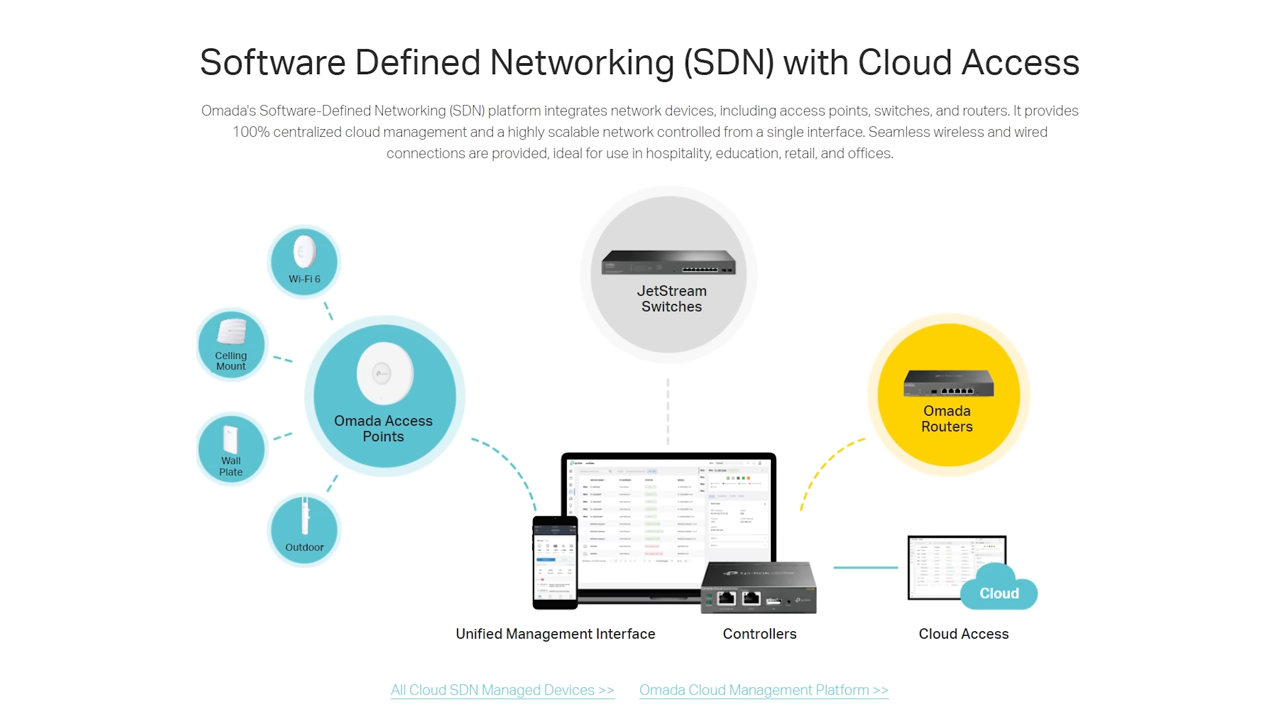 Software Defined Networking (SDN) with Cloud Access
Omada's Software-Defined Networking (SDN) platform integrates network devices, including access points, switches, and routers. It provides
100% centralized cloud management and a highly scalable network controlled from a single interface. Seamless wireless and wired
connections are provided, ideal for use in hospitality, education, retail, and offices.
Wi-Fi 6
JetStream
Switches
Celling
Mount
Omada Access
Points
Omada
Routers
Wall
Plate
Outdoor
Cloud
Unified Management Interface
Controllers
Cloud Access
All Cloud SDN Managed Devices >>
Omada Cloud Management Platform >>